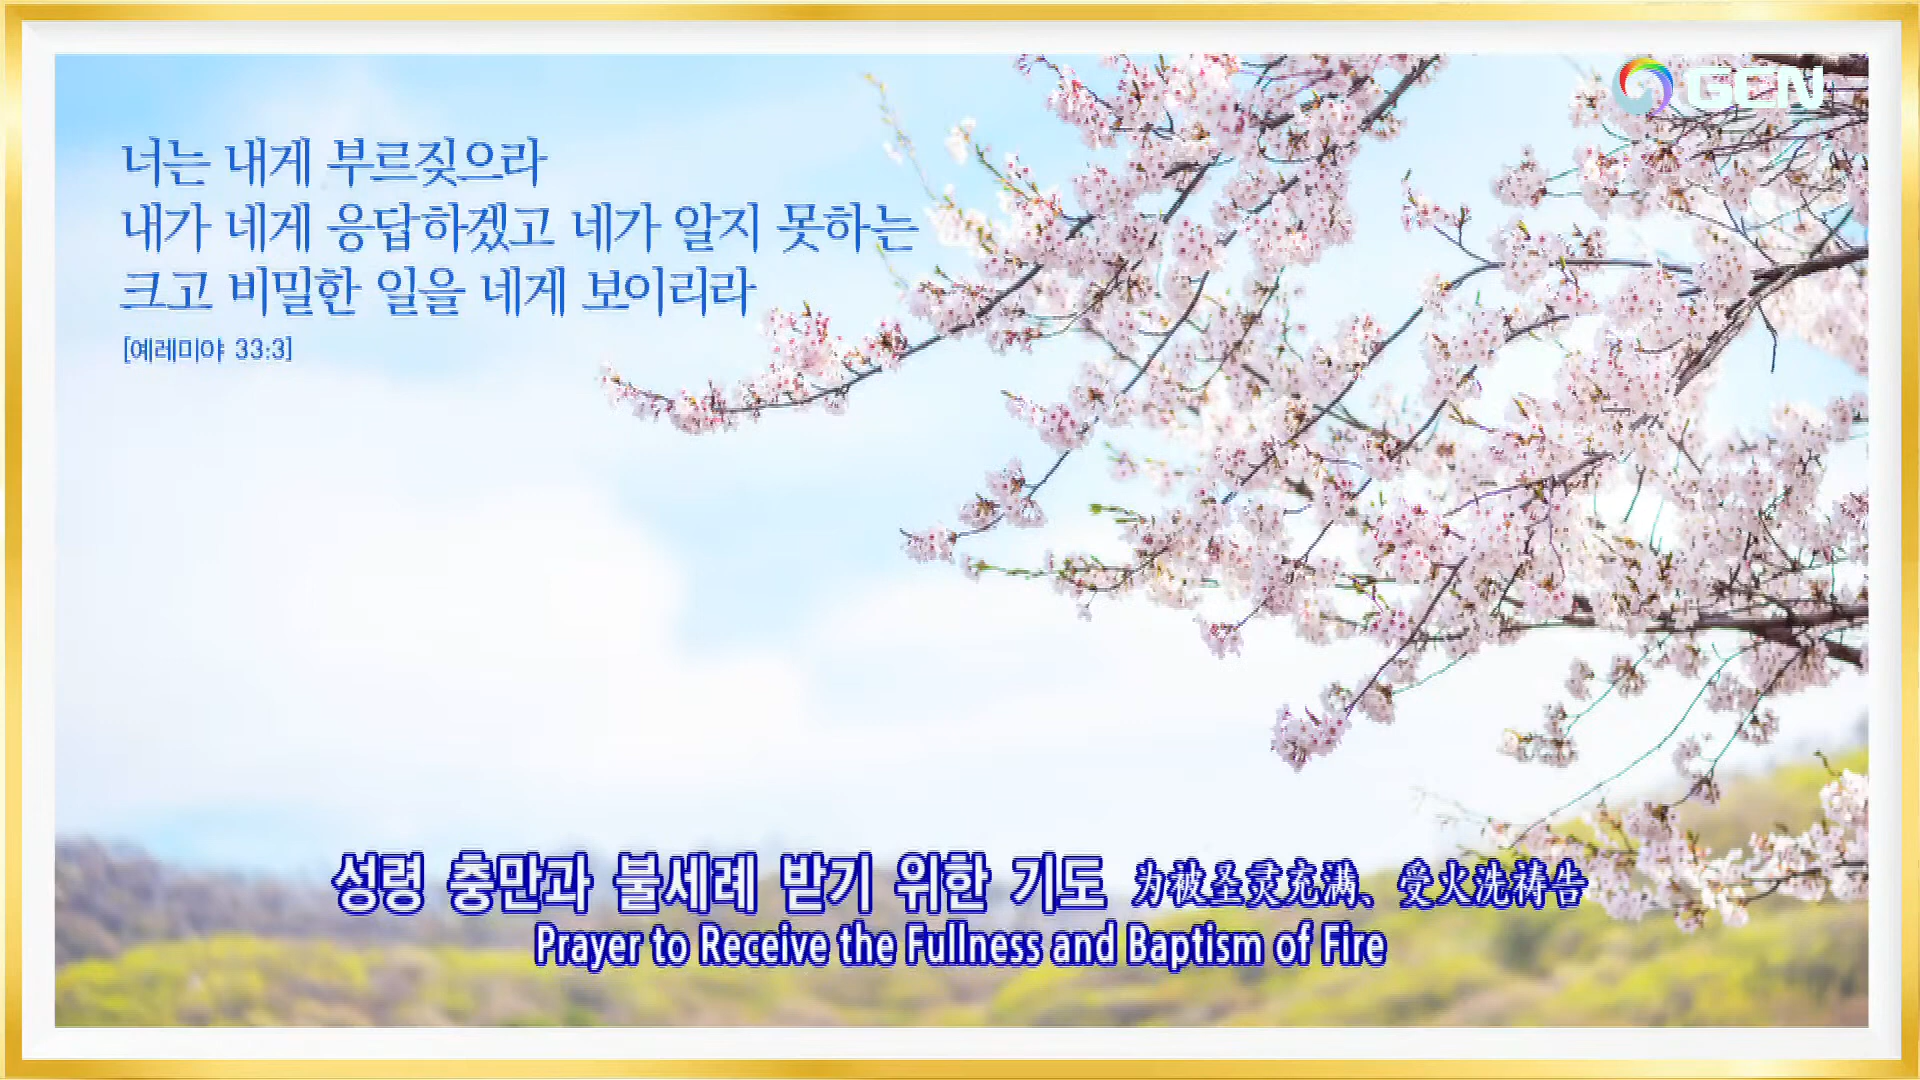 GCN
너는 내게 부르짖으라
내가 네게 응답하겠고 네가 알지 못하는
크고 비밀한 일을 네게 보이리라
[예레미야 33:3]
성령 충만과 불세례 받기 위한 기도 为被圣灵充满、受火洗祷告
Prayer to Receive the Fullness and Baptism of Fire